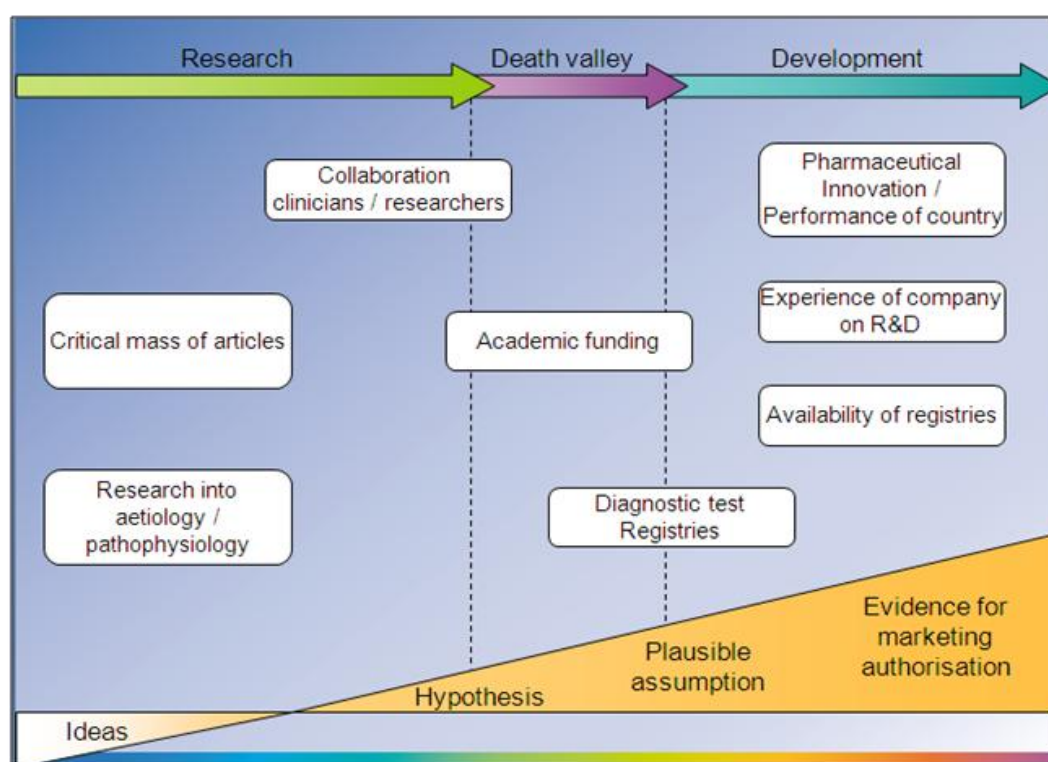 Research
Death valley
Development
Collaboration
clinicians / researchers
Pharmaceutical
Innovation /
Performance of country
Critical mass of articles
Academic funding
Experience of company
on R&D
Availability of registries
Research into
aetiology /
pathophysiology
Diagnostic test
Registries
Evidence for
marketing
authorisation
Plausible
assumption
Hypothesis
Ideas